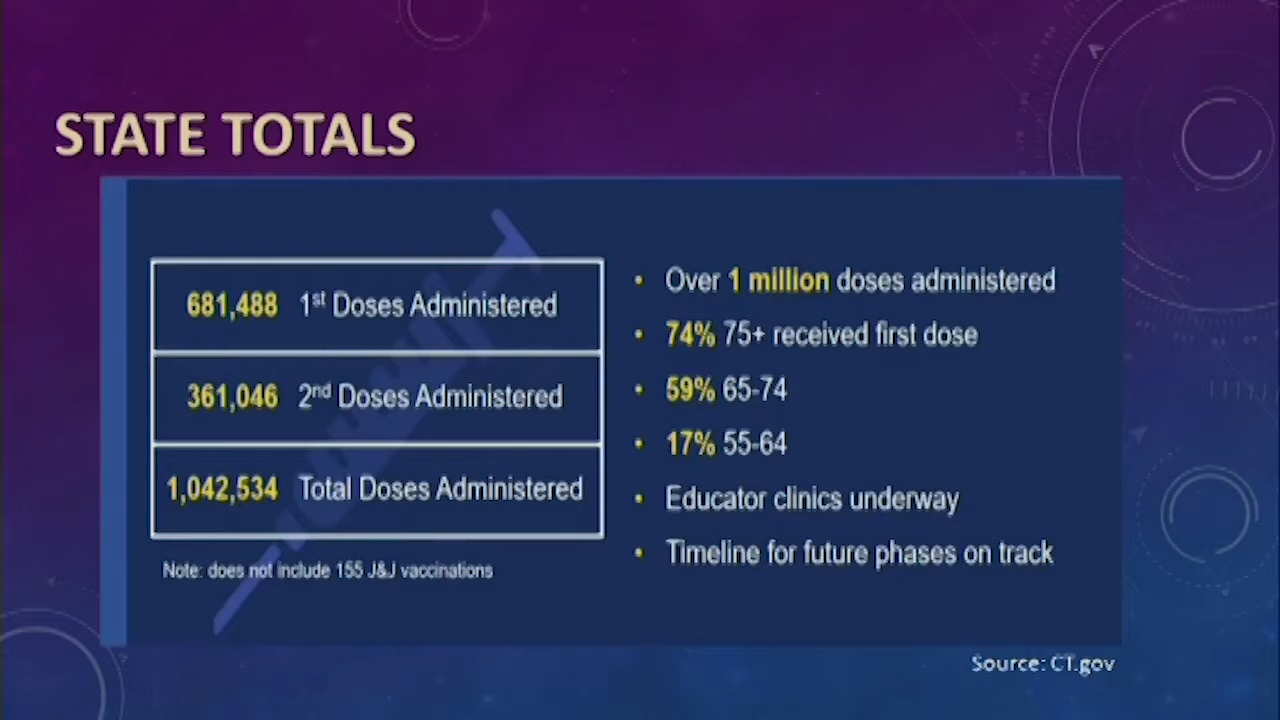 STATE TOTALS
681,488 1st Doses Administered
361,046 2nd Doses Administered
1,042,534 Total Doses Administered
Note: does not include 155 J&J vaccinations
• Over 1 million doses administered
• 74% 75+ received first dose
• 59% 65-74
• 17% 55-64
• Educator clinics underway
• Timeline for future phases on track
Source: CT.gov